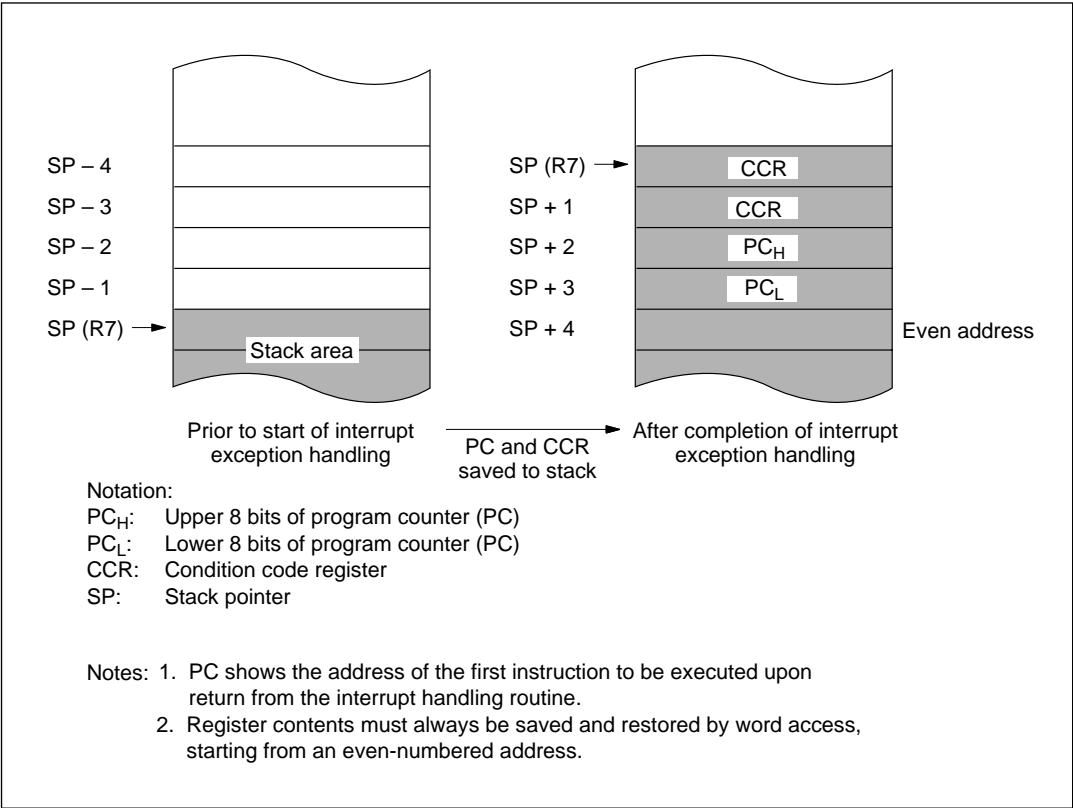 SP – 4
SP – 3
SP – 2
SP – 1
SP (R7)
Stack area
SP (R7)
SP + 1
SP + 2
SP + 3
SP + 4
CCR
CCR
PCH
PCL
Even address
Prior to start of interrupt
exception handling
PC and CCR
saved to stack
After completion of interrupt
exception handling
Notation:
PCH: Upper 8 bits of program counter (PC)
PCL: Lower 8 bits of program counter (PC)
CCR: Condition code register
SP: Stack pointer
Notes: 1. PC shows the address of the first instruction to be executed upon
return from the interrupt handling routine.
2. Register contents must always be saved and restored by word access,
starting from an even-numbered address.